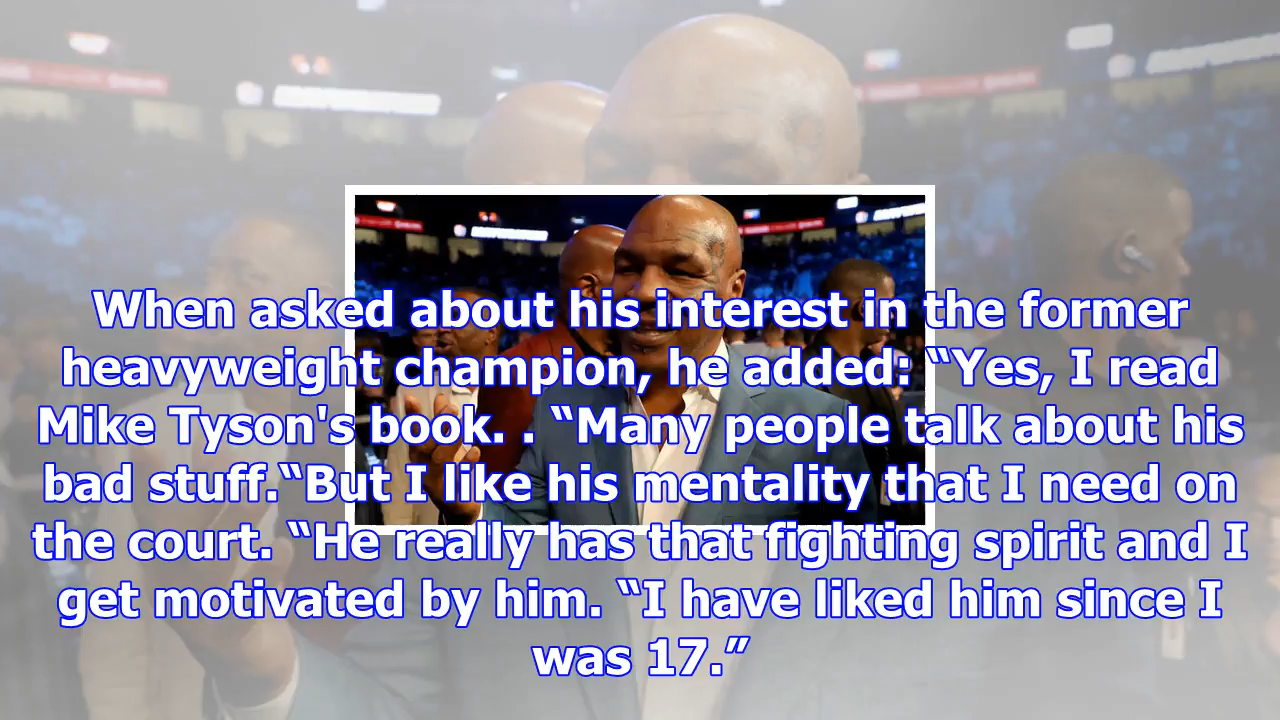 When asked about his interest in the former
heavyweight champion, he added: “Yes, I read
Mike Tyson's book. . “Many people talk about his
bad stuff.“But I like his mentality that I need on
the court. “He really has that fighting spirit and I
get motivated by him. “I have liked him since I
was 17.”